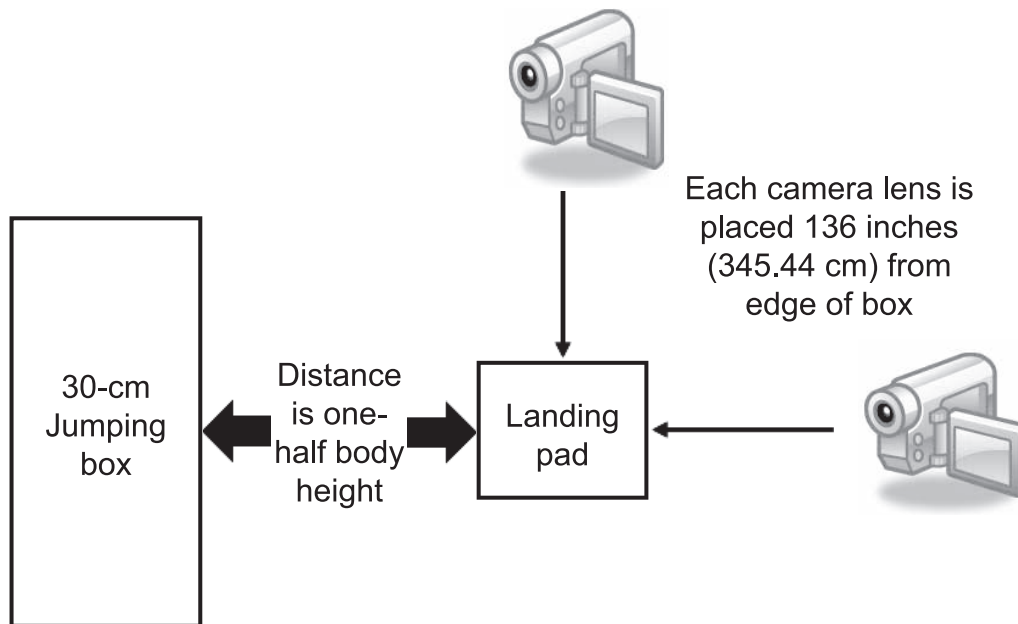 Each camera lens is
placed 136 inches
(345.44 cm) from
edge of box
30-cm
Jumping
box
Distance
is one-
half body
height
Landing
pad